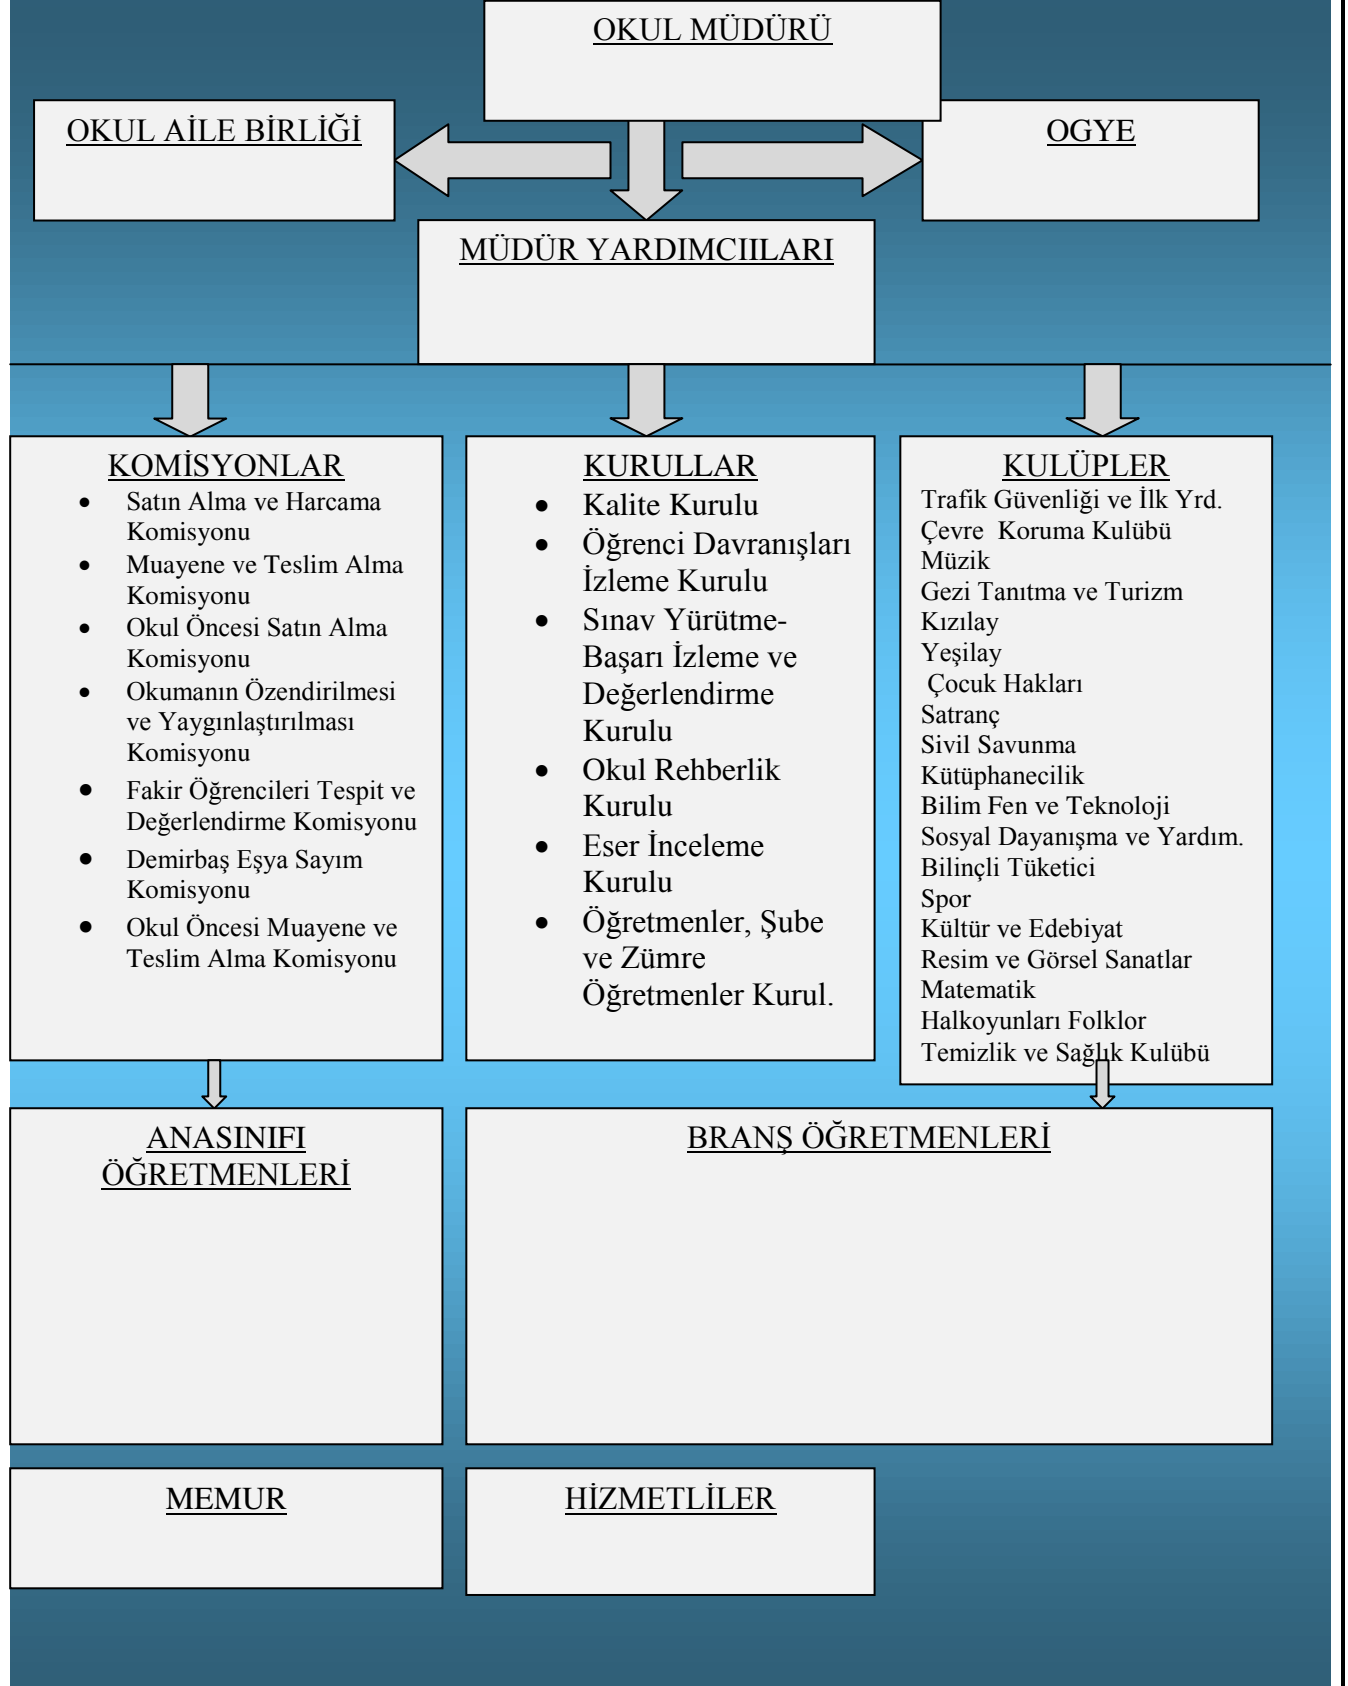 OKUL MÜDÜRÜ
OKUL AİLE BİRLİĞİ
OGYE
MÜDÜR YARDIMCIILARI
KOMİSYONLAR
• Satın Alma ve Harcama
Komisyonu
• Muayene ve Teslim Alma
Komisyonu
• Okul Öncesi Satın Alma
Komisyonu
• Okumanın Özendirilmesi
ve Yaygınlaştırılması
Komisyonu
• Fakir Öğrencileri Tespit ve
Değerlendirme Komisyonu
• Demirbaş Eşya Sayım
Komisyonu
• Okul Öncesi Muayene ve
Teslim Alma Komisyonu
KURULLAR
• Kalite Kurulu
• Öğrenci Davranışları
İzleme Kurulu
• Sınav Yürütme-
Başarı İzleme ve
Değerlendirme
Kurulu
• Okul Rehberlik
Kurulu
• Eser İnceleme
Kurulu
• Öğretmenler, Şube
ve Zümre
Öğretmenler Kurul.
KULÜPLER
Trafik Güvenliği ve İlk Yrd.
Çevre Koruma Kulübü
Müzik
Gezi Tanıtma ve Turizm
Kızılay
Yeşilay
Çocuk Hakları
Satranç
Sivil Savunma
Kütüphanecilik
Bilim Fen ve Teknoloji
Sosyal Dayanışma ve Yardım.
Bilinçli Tüketici
Spor
Kültür ve Edebiyat
Resim ve Görsel Sanatlar
Matematik
Halkoyunları Folklor
Temizlik ve Sağlık Kulübü
ANASINIFI
ÖĞRETMENLERİ
BRANŞ ÖĞRETMENLERİ
MEMUR
HİZMETLİLER